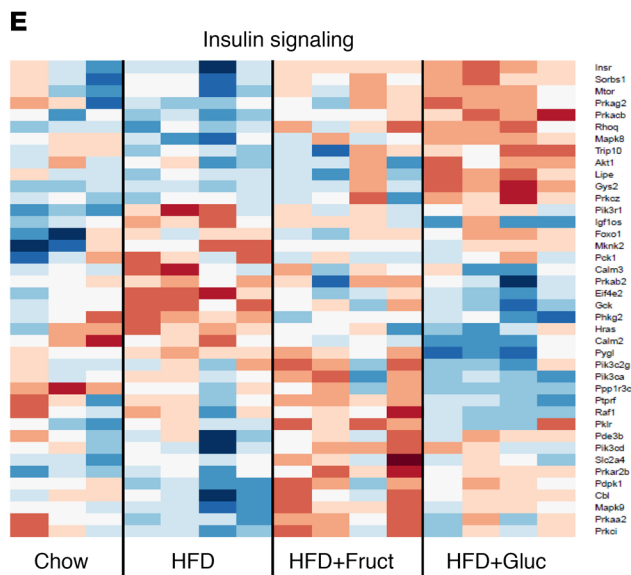 E
Insulin signaling
Insr
Sorbs1
Mtor
Prkag2
Prkacb
Rhoq
Mapk8
Trip10
Akt1
Lipe
Gys2
Prkcz
Pik3r1
Igf1os
Foxo1
Mknk2
Pck1
Calm3
Prkab2
Eif4e2
Gck
Phkg2
Hras
Calm2
Pygl
Pik3c2g
Pik3ca
Ppp1r3c
Ptprf
Raf1
Pklr
Pde3b
Pik3cd
Slc2a4
Prkar2b
Pdpk1
Cbl
Mapk9
Prkaa2
Prkci
Chow HFD HFD+Fruct HFD+Gluc